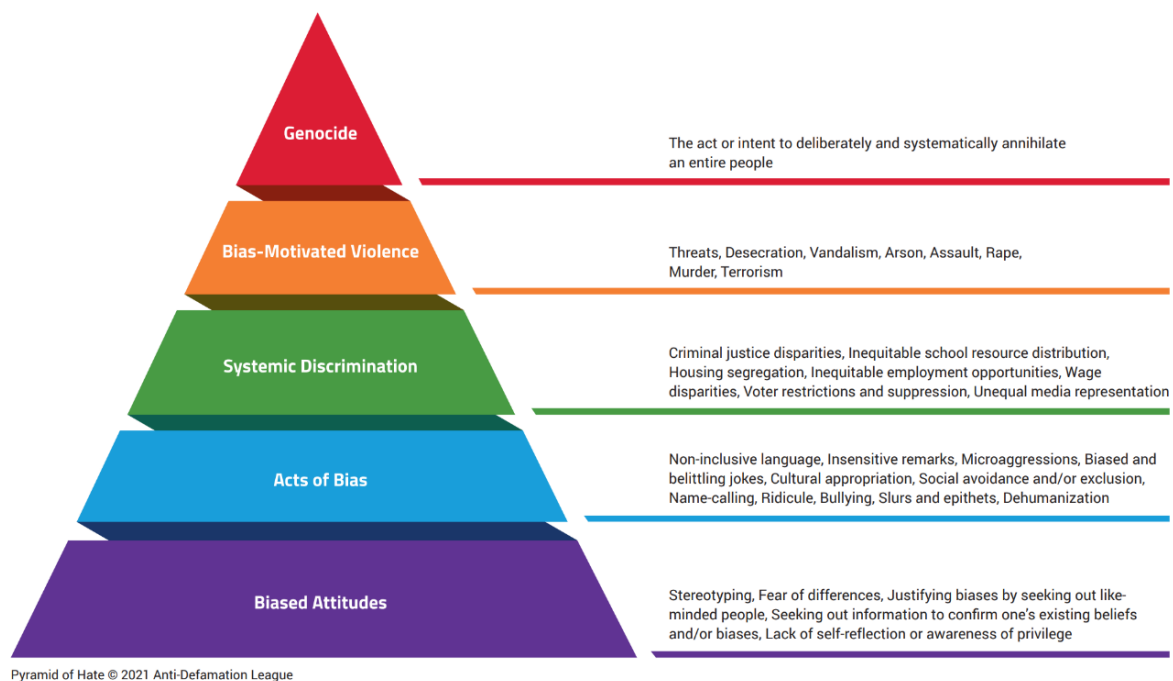 Genocide
The act or intent to deliberately and systematically annihilate
an entire people
Bias-Motivated Violence
Threats, Desecration, Vandalism, Arson, Assault, Rape,
Murder, Terrorism
Systemic Discrimination
Criminal justice disparities, Inequitable school resource distribution,
Housing segregation, Inequitable employment opportunities, Wage
disparities, Voter restrictions and suppression, Unequal media representation
Acts of Bias
Non-inclusive language, Insensitive remarks, Microaggressions, Biased and
belittling jokes, Cultural appropriation, Social avoidance and/or exclusion,
Name-calling, Ridicule, Bullying, Slurs and epithets, Dehumanization
Biased Attitudes
Stereotyping, Fear of differences, Justifying biases by seeking out like-
minded people, Seeking out information to confirm one's existing beliefs
and/or biases, Lack of self-reflection or awareness of privilege
Pyramid of Hate © 2021 Anti-Defamation League